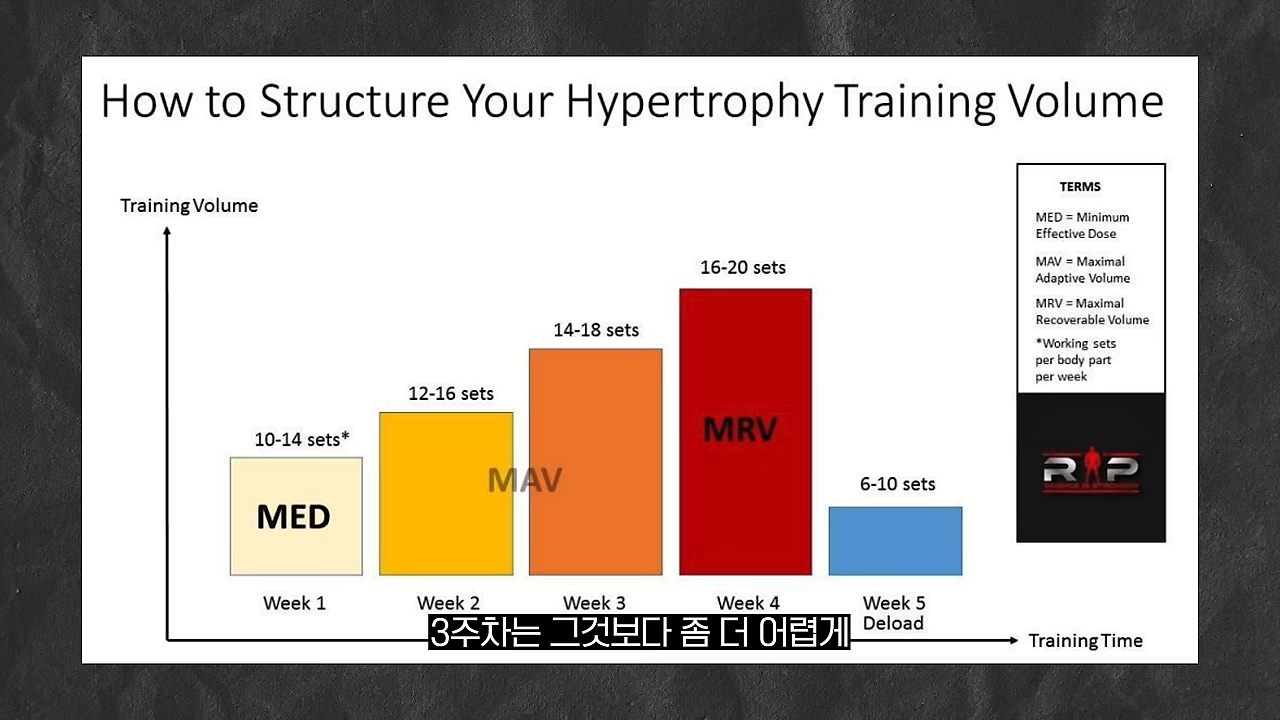 How to Structure Your Hypertrophy Training Volume
Training Volume
10-14 sets*
12-16 sets
14-18 sets
16-20 sets
6-10 sets
MED
MAV
MRV
Week 1
Week 2
Week 3
Week 4
Week 5
Deload
Training Time
TERMS
MED = Minimum
Effective Dose
MAV = Maximal
Adaptive Volume
MRV = Maximal
Recoverable Volume
*Working sets
per body part
per week
RP
3주차는 그것보다 좀 더 어렵게